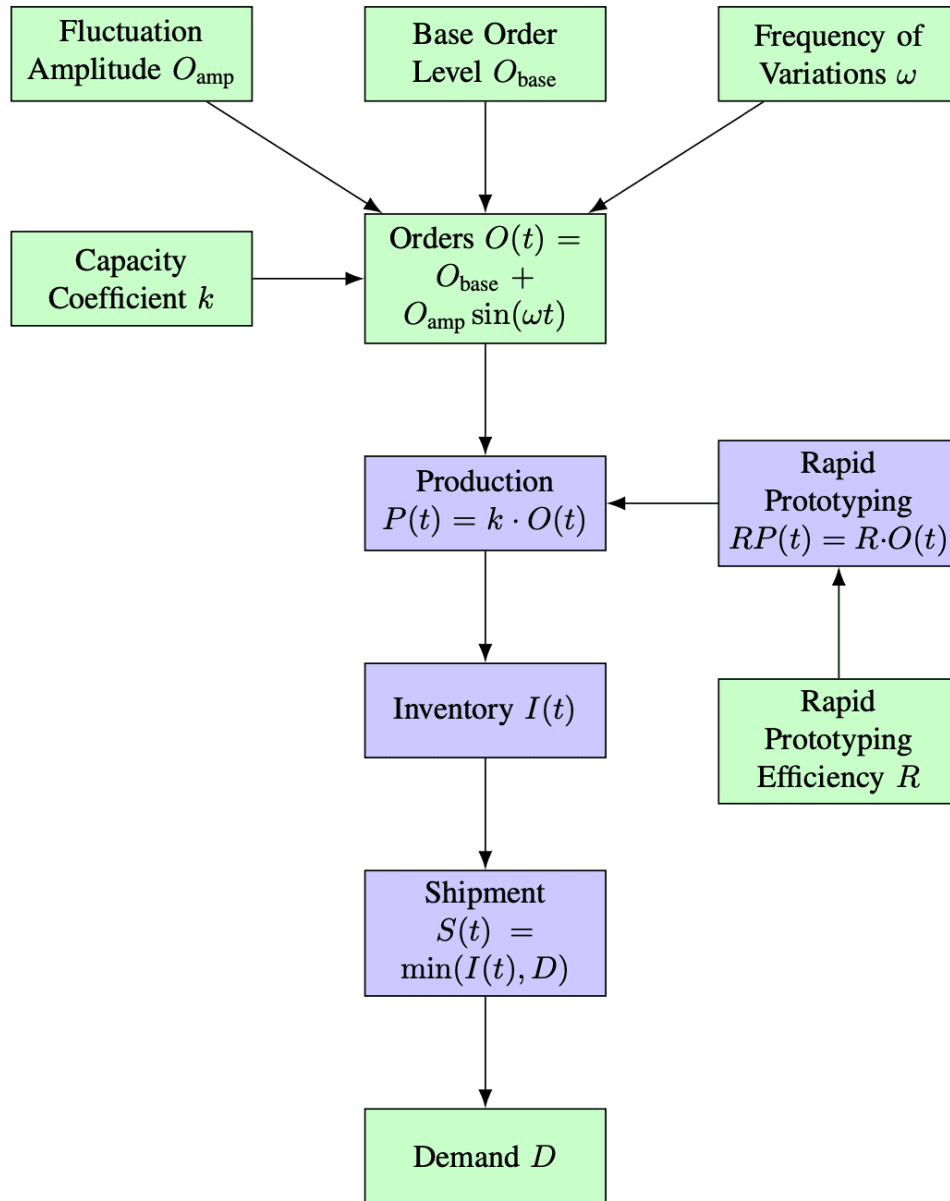 Fluctuation
Amplitude O_amp
Base Order
Level O_base
Frequency of
Variations ω
Capacity
Coefficient k
Orders O(t) =
O_base +
O_amp sin(ωt)
Production
P(t) = k · O(t)
Rapid
Prototyping
RP(t) = R·O(t)
Inventory I(t)
Rapid
Prototyping
Efficiency R
Shipment
S(t) =
min(I(t), D)
Demand D